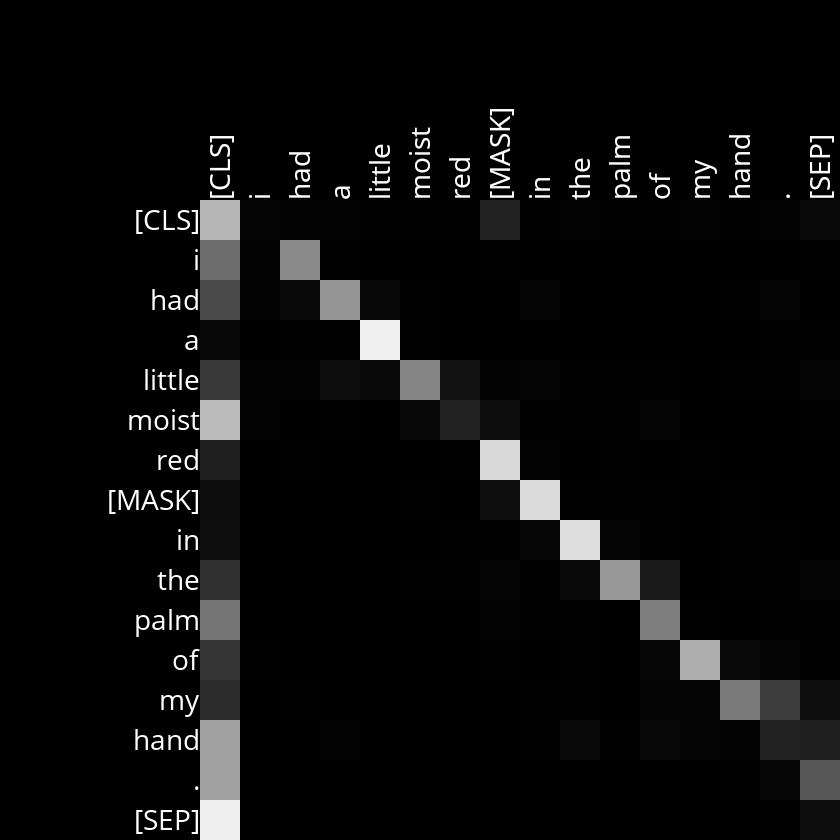 [CLS] i had a little moist red [MASK] in the palm of my hand . [SEP]
[CLS]
i
had
a
little
moist
red
[MASK]
in
the
palm
of
my
hand
.
[SEP]